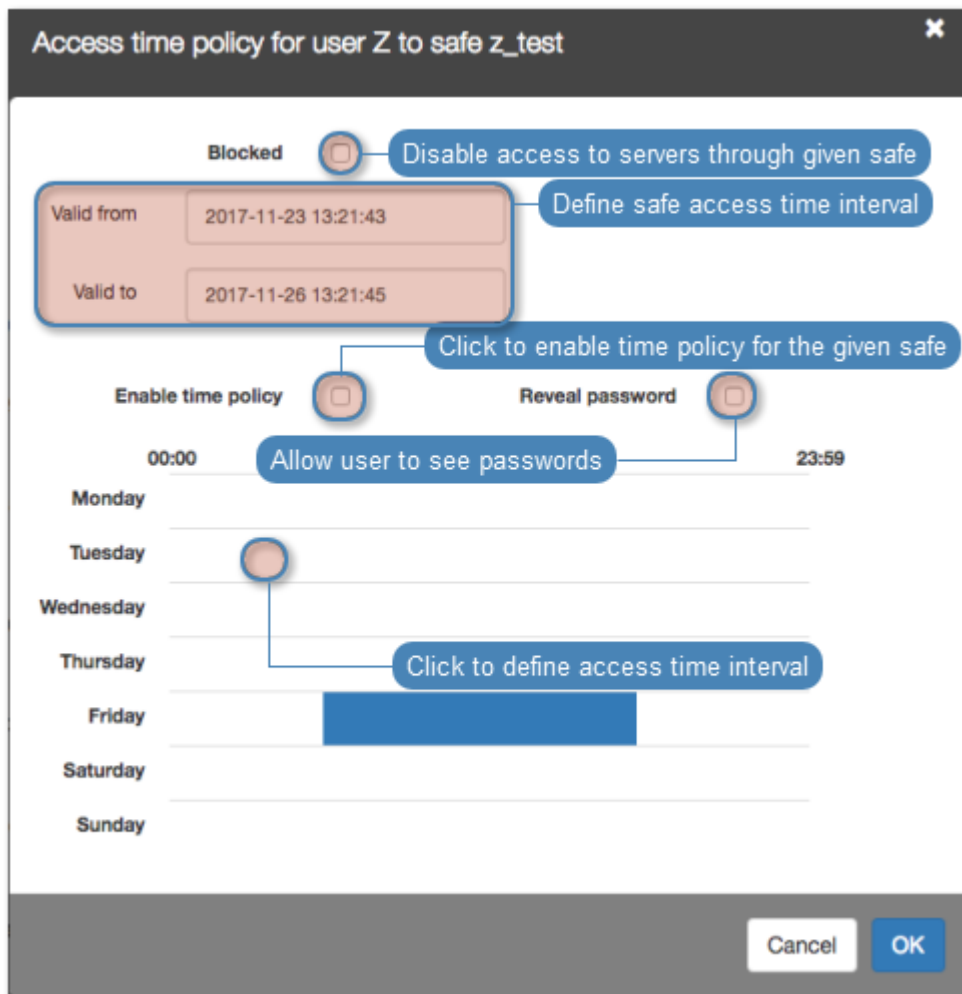 Access time policy for user Z to safe z_test
Blocked
Disable access to servers through given safe
Valid from
2017-11-23 13:21:43
Define safe access time interval
Valid to
2017-11-26 13:21:45
Click to enable time policy for the given safe
Enable time policy
Reveal password
00:00
Allow user to see passwords
23:59
Monday
Tuesday
Wednesday
Thursday
Click to define access time interval
Friday
Saturday
Sunday
Cancel
OK